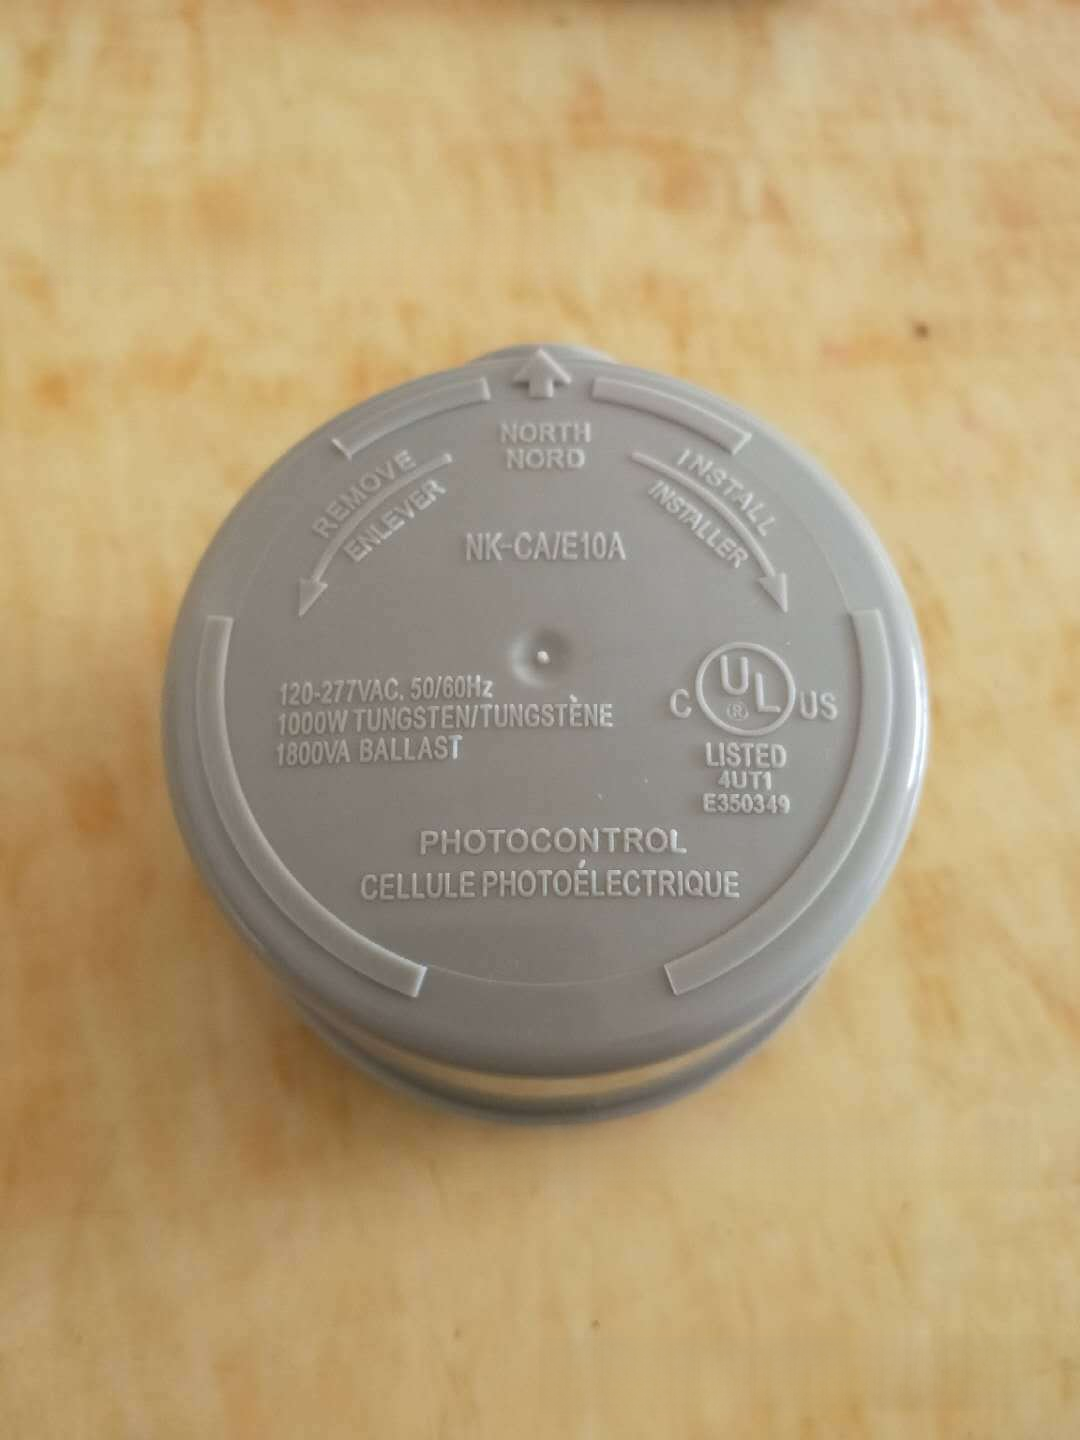 NORTH
NORD
REMOVE
ENLEVER
INSTALL
INSTALLER
NK-CA/E10A
120-277VAC. 50/60Hz
1000W TUNGSTEN/TUNGSTÈNE
1800VA BALLAST
C UL US
®
LISTED
4UT1
E350349
PHOTOCONTROL
CELLULE PHOTOÉLECTRIQUE